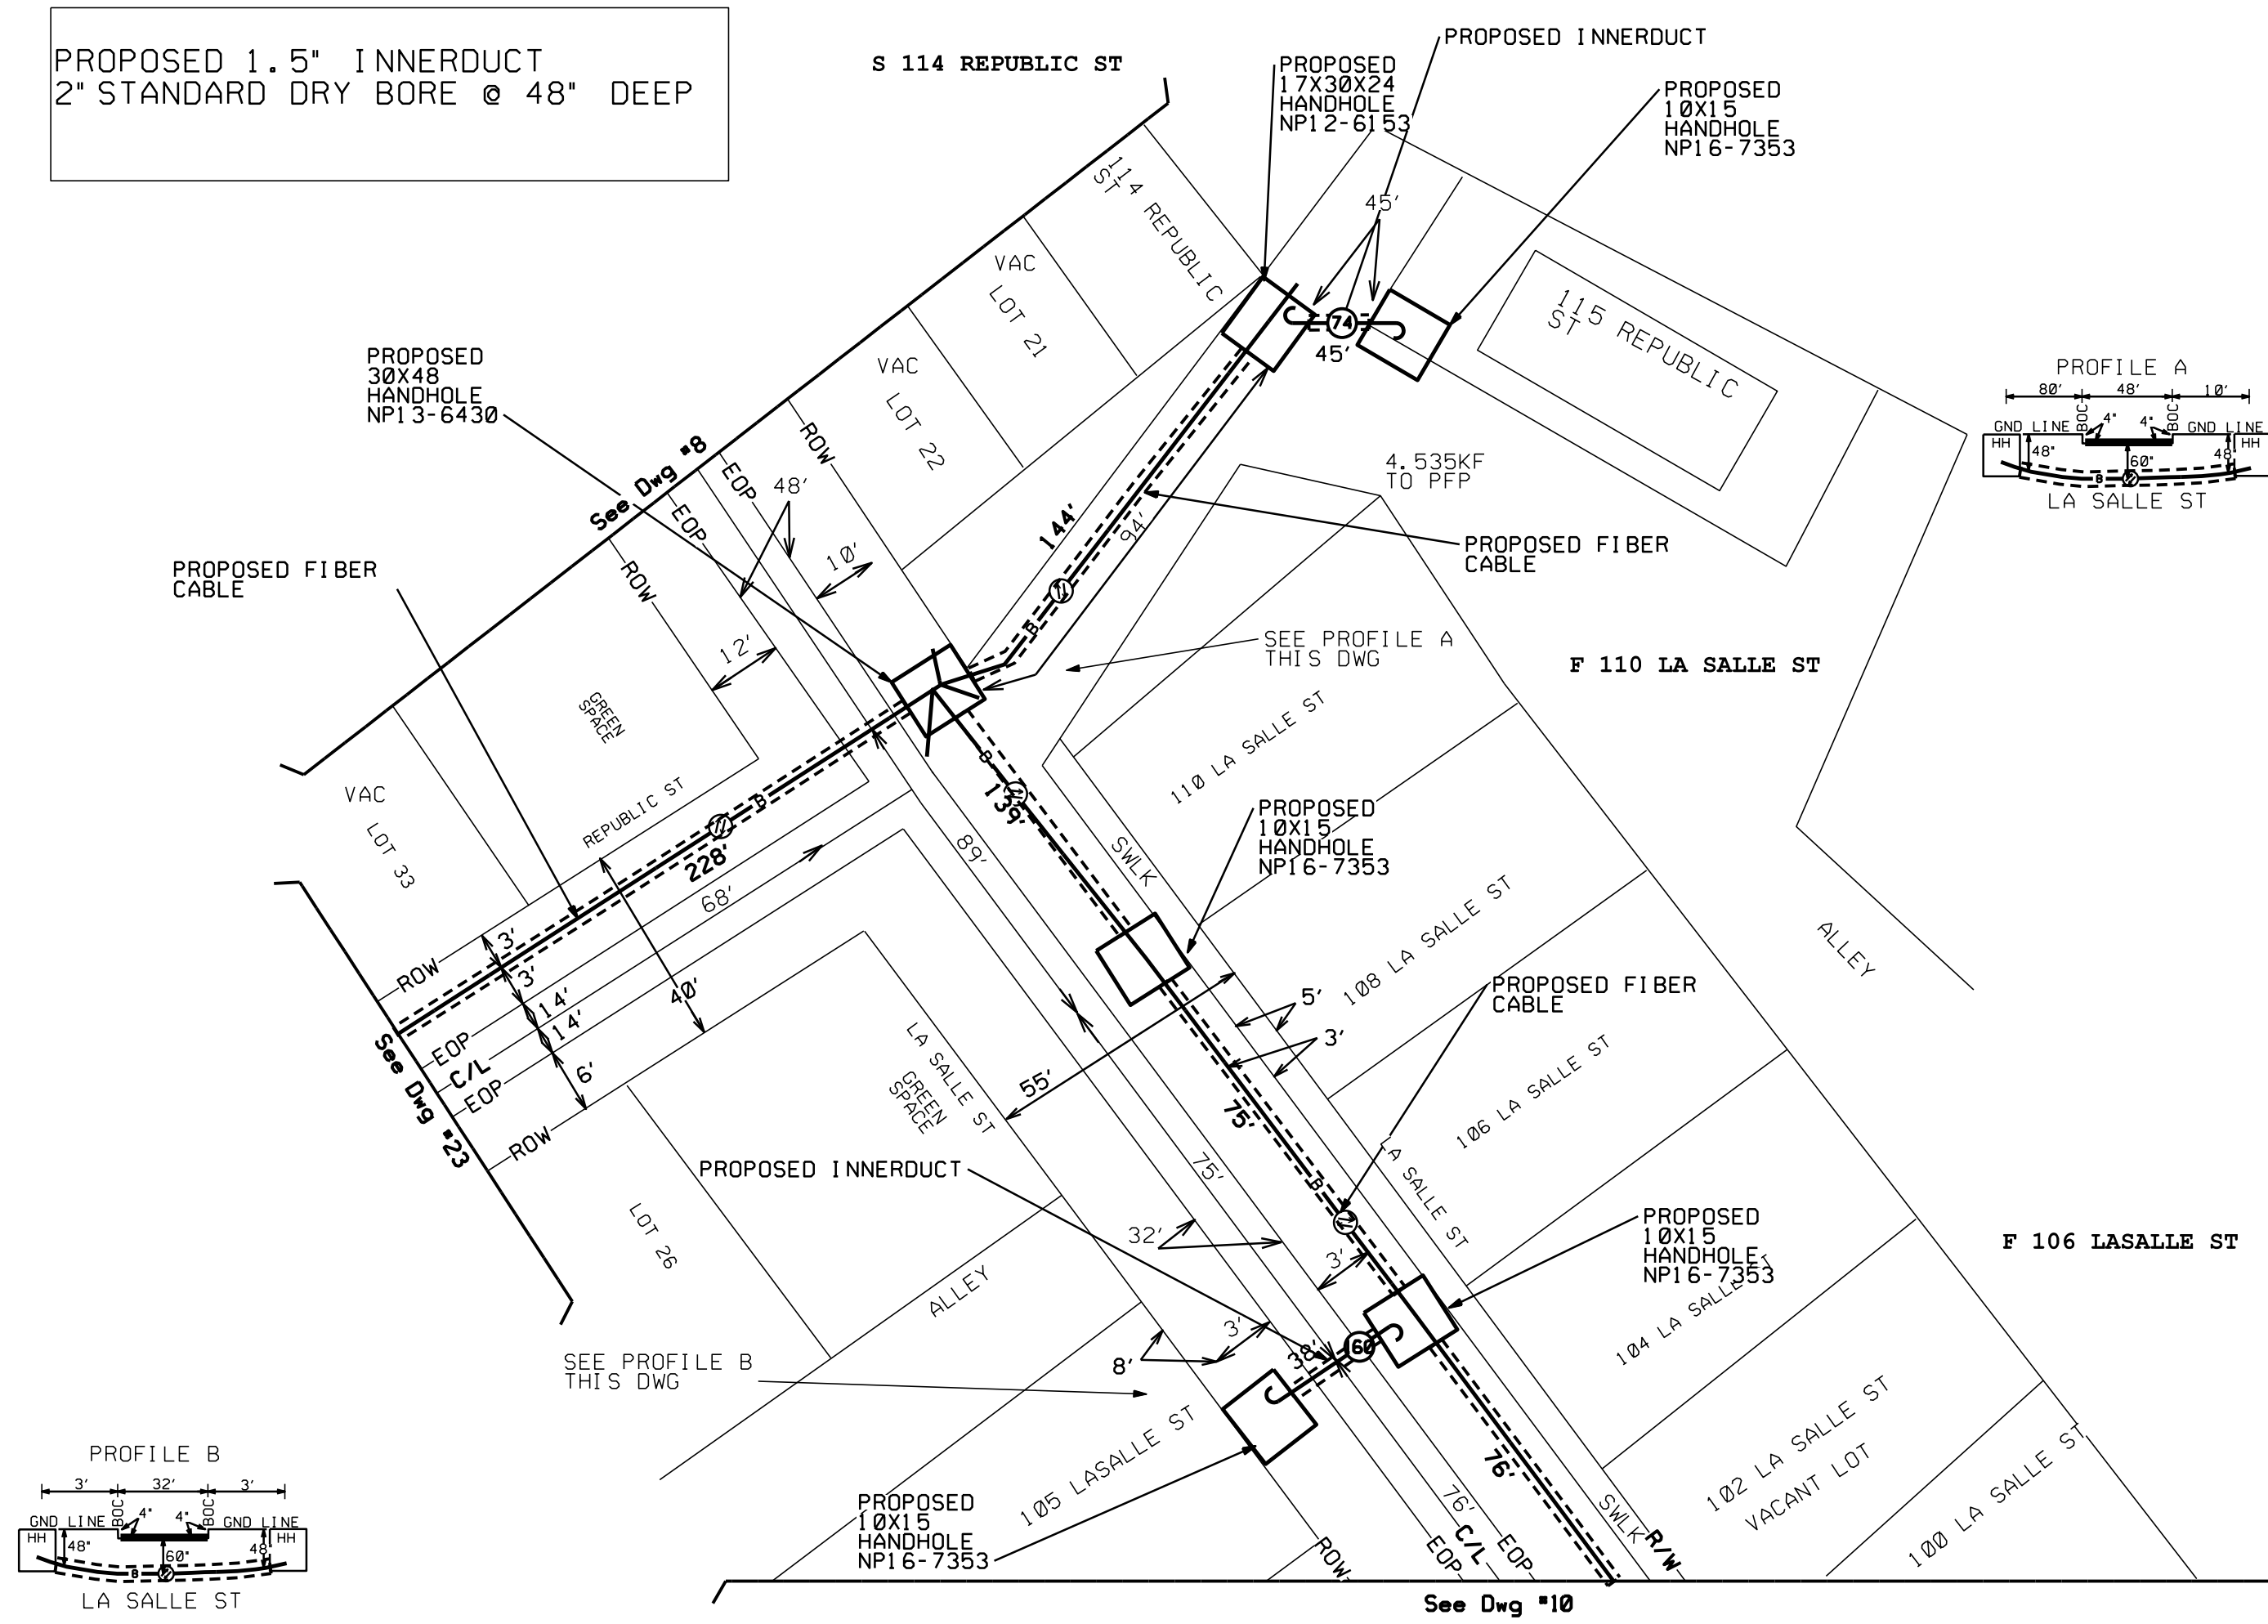 PROPOSED 1.5" INNERDUCT
2" STANDARD DRY BORE @ 48" DEEP
S 114 REPUBLIC ST
PROPOSED INNERDUCT
PROPOSED
17X30X24
HANDHOLE
NP12-6153
PROPOSED
10X15
HANDHOLE
NP16-7353
114 REPUBLIC
ST
45'
74
45'
115 REPUBLIC
ST
VAC
LOT 21
VAC
LOT 22
PROPOSED
30X48
HANDHOLE
NP13-6430
See Dwg #8
ROW
EOP
EOP
ROW
48'
10'
12'
144'
94'
B
4.535KF
TO PFP
PROPOSED FIBER
CABLE
PROFILE A
80'
48'
10'
GND LINE
BOC
4"
4"
BOC
GND LINE
HH
48"
60"
48"
HH
B
LA SALLE ST
PROPOSED FIBER
CABLE
SEE PROFILE A
THIS DWG
F 110 LA SALLE ST
GREEN
SPACE
VAC
LOT 33
REPUBLIC ST
B
228'
68'
B
139'
89'
110 LA SALLE ST
SWLK
PROPOSED
10X15
HANDHOLE
NP16-7353
108 LA SALLE ST
ALLEY
ROW
3'
3'
14'
14'
6'
40'
EOP
C/L
EOP
ROW
See Dwg #23
LA SALLE ST
GREEN
SPACE
55'
5'
3'
PROPOSED FIBER
CABLE
106 LA SALLE ST
75'
75'
B
LA SALLE ST
PROPOSED INNERDUCT
LOT 26
32'
3'
ALLEY
PROPOSED
10X15
HANDHOLE
NP16-7353
104 LA SALLE ST
F 106 LASALLE ST
SEE PROFILE B
THIS DWG
8'
3'
38'
160
105 LASALLE ST
PROPOSED
10X15
HANDHOLE
NP16-7353
76'
76'
102 LA SALLE ST
VACANT LOT
100 LA SALLE ST
ROW
EOP
C/L
EOP
SWLK
R/W
See Dwg #10
PROFILE B
3'
32'
3'
GND LINE
BOC
4"
4"
BOC
GND LINE
HH
48"
60"
48"
HH
B
LA SALLE ST